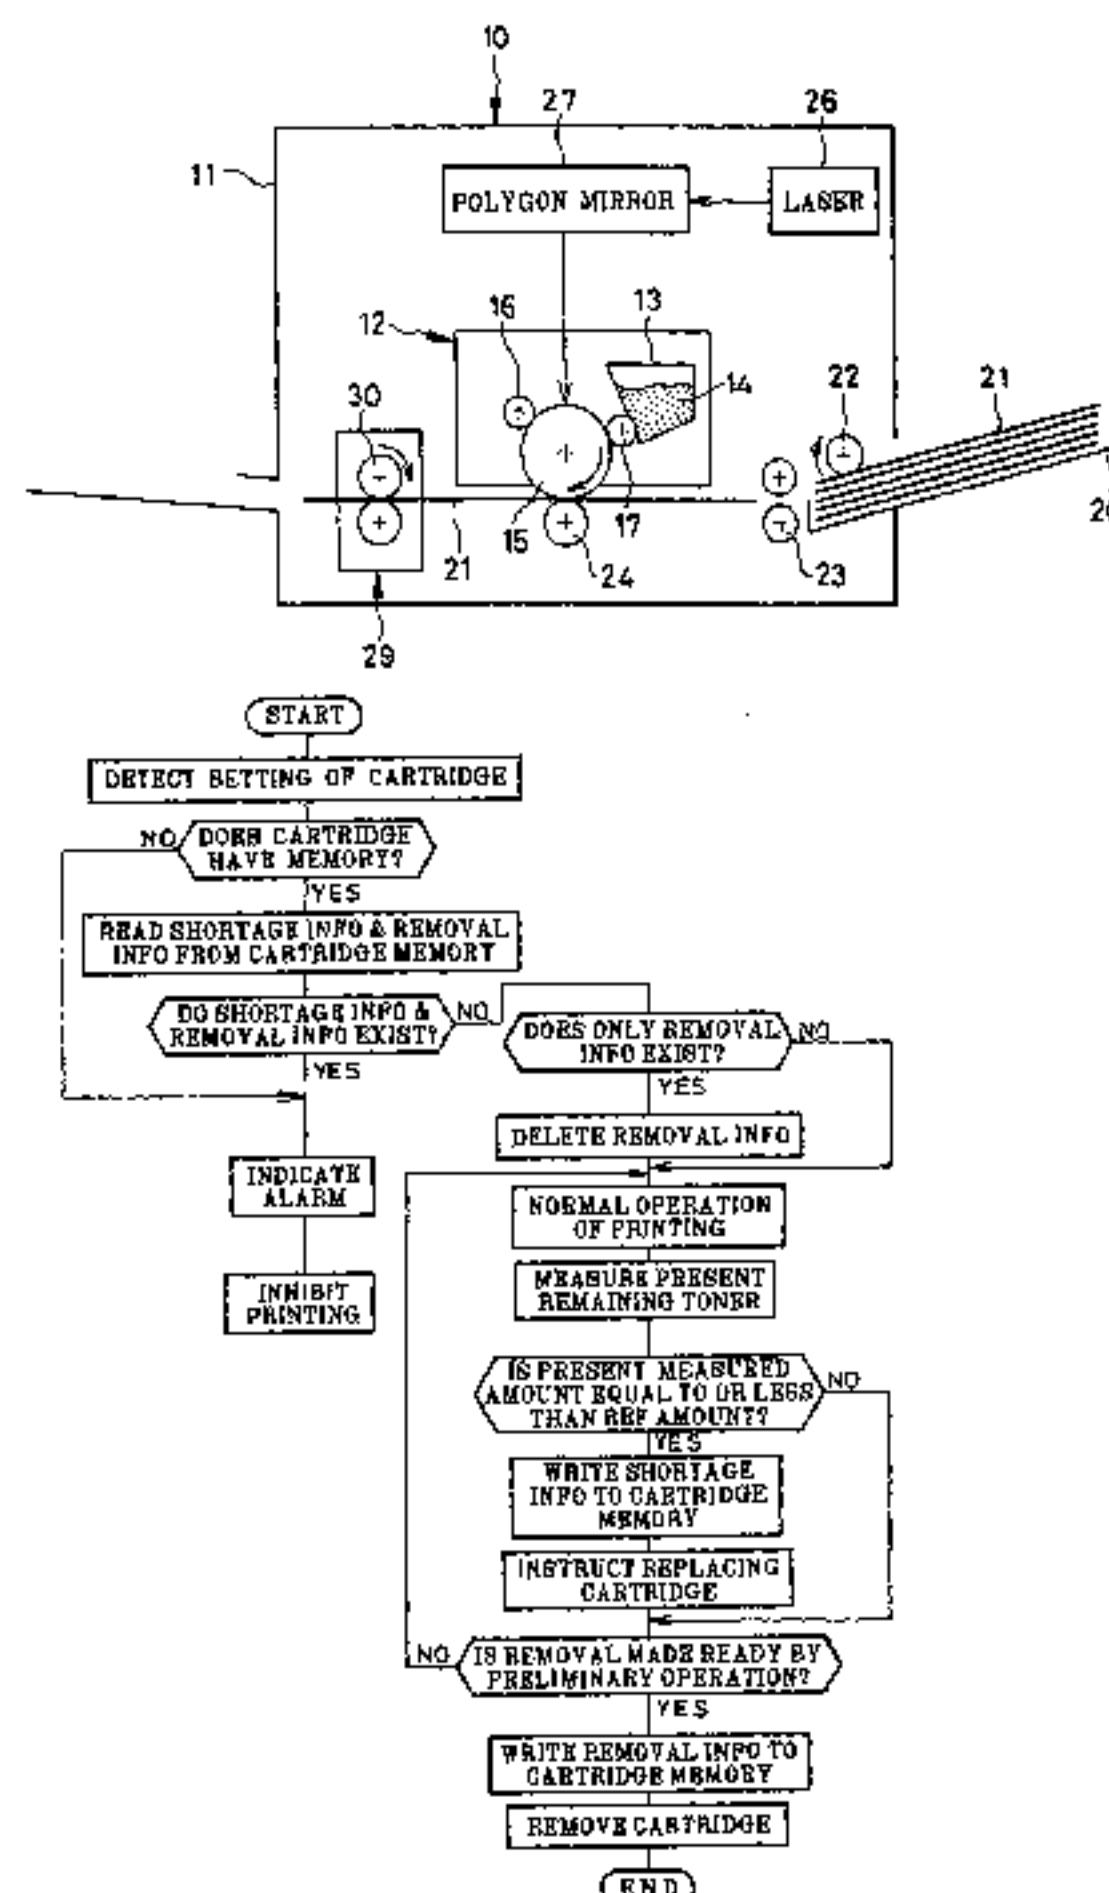 10
27
26
11
POLYGON MIRROR
LASER
16
13
12
14
22
21
30
15
17
21
24
23
29
START
DETECT SETTING OF CARTRIDGE
NO
DOES CARTRIDGE
HAVE MEMORY?
YES
READ SHORTAGE INFO & REMOVAL
INFO FROM CARTRIDGE MEMORY
DO SHORTAGE INFO &
REMOVAL INFO EXIST?
NO
YES
DOES ONLY REMOVAL
INFO EXIST?
NO
YES
DELETE REMOVAL INFO
INDICATE
ALARM
INHIBIT
PRINTING
NORMAL OPERATION
OF PRINTING
MEASURE PRESENT
REMAINING TONER
IS PRESENT MEASURED
AMOUNT EQUAL TO OR LESS
THAN REF AMOUNT?
NO
YES
WRITE SHORTAGE
INFO TO CARTRIDGE
MEMORY
INSTRUCT REPLACING
CARTRIDGE
NO
IS REMOVAL MADE READY BY
PRELIMINARY OPERATION?
YES
WRITE REMOVAL INFO TO
CARTRIDGE MEMORY
REMOVE CARTRIDGE
END